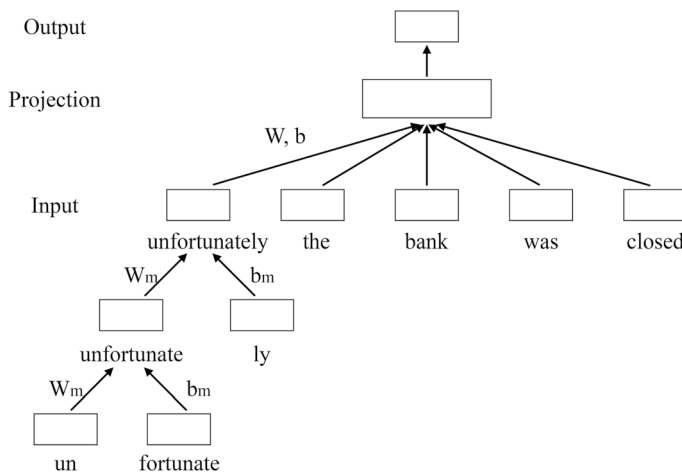 Output
Projection
W, b
Input
unfortunately the bank was closed
Wm bm
unfortunate ly
Wm bm
un fortunate